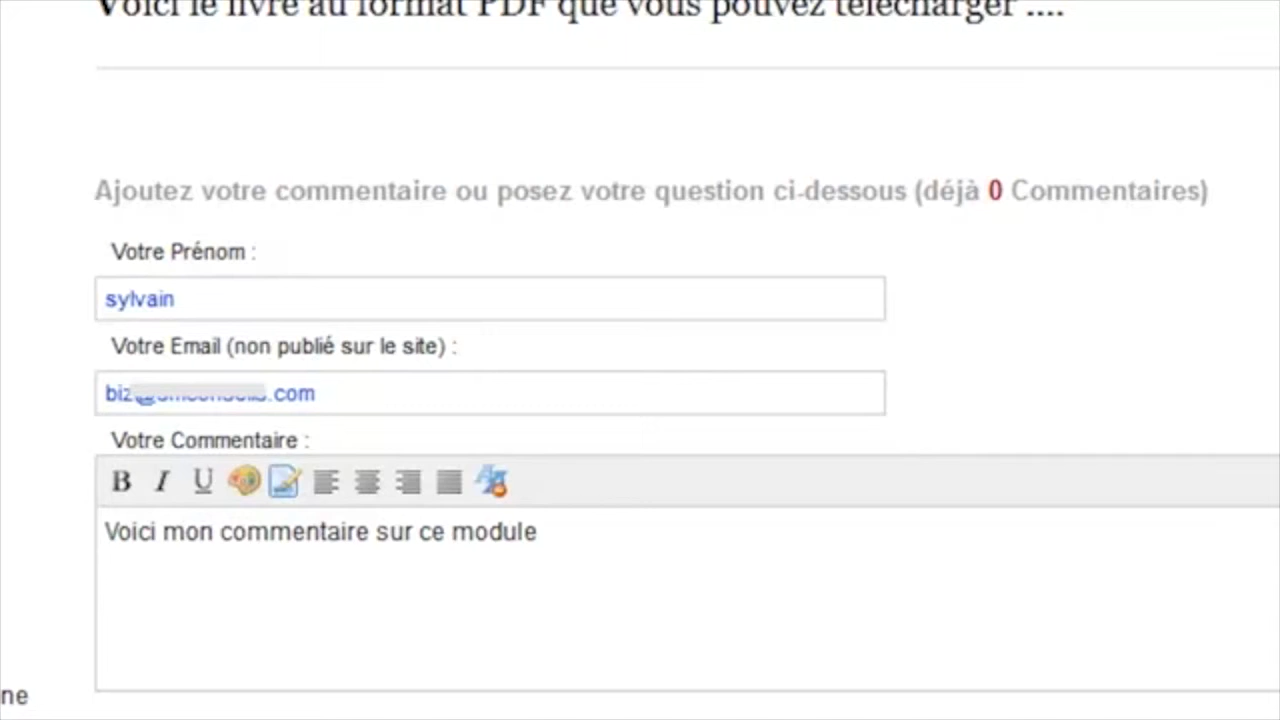 Voici le livre au format PDF que vous pouvez télécharger ....
Ajoutez votre commentaire ou posez votre question ci-dessous (déjà 0 Commentaires)
Votre Prénom :
sylvain
Votre Email (non publié sur le site) :
.com
Votre Commentaire :
B I U
Voici mon commentaire sur ce module
ne